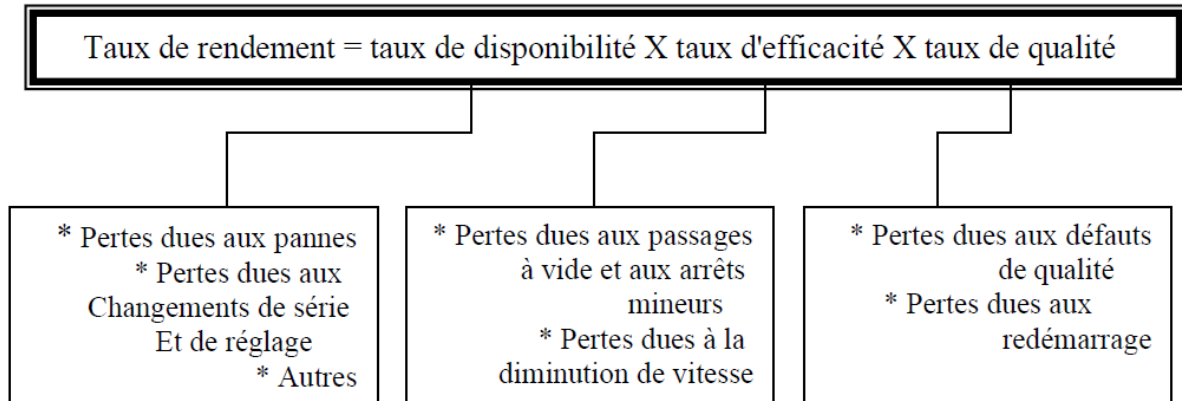 Taux de rendement = taux de disponibilité X taux d'efficacité X taux de qualité
* Pertes dues aux pannes
* Pertes dues aux
Changements de série
Et de réglage
* Autres
* Pertes dues aux passages
à vide et aux arrêts
mineurs
* Pertes dues à la
diminution de vitesse
* Pertes dues aux défauts
de qualité
* Pertes dues aux
redémarrage